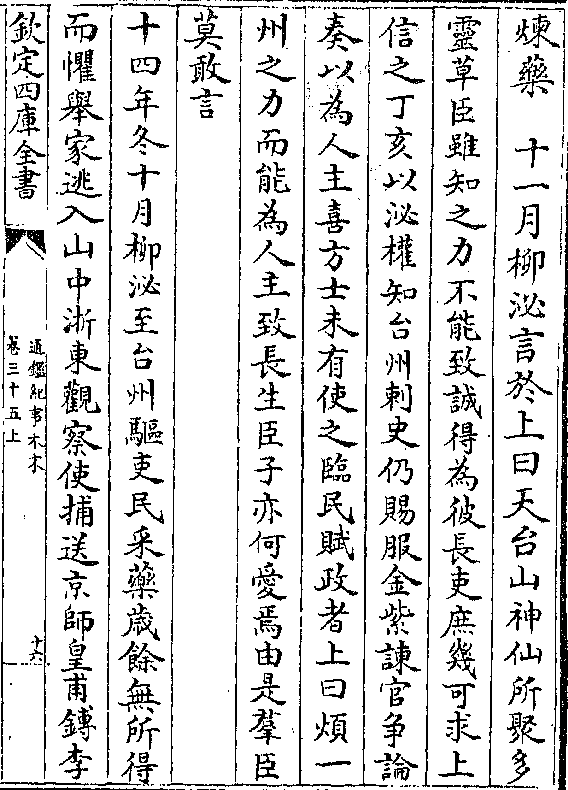 煉藥　十一月柳泌言於上曰天台山神仙所聚多
靈草臣雖知之力不能致誠得為彼長吏庶幾可求上
信之丁亥以泌權知台州刺史仍賜服金紫諫官争論
奏以為人主喜方士未有使之臨民賦政者上曰煩一
州之力而能為人主致長生臣子亦何愛焉由是羣臣
莫敢言
十四年冬十月柳泌至台州驅吏民采藥歳餘無所得
而懼舉家逃入山中浙東觀察使捕送京師皇甫鎛李
欽定四庫全書
通鑑紀事本末
卷三十五上
十六